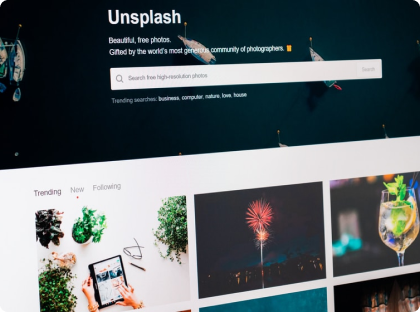 Unsplash
Beautiful, free photos.
Gifted by the world's most generous community of photographers.
Search free high-resolution photos
Search
Trending searches: business, computer, nature, love, house
Trending
New
Following